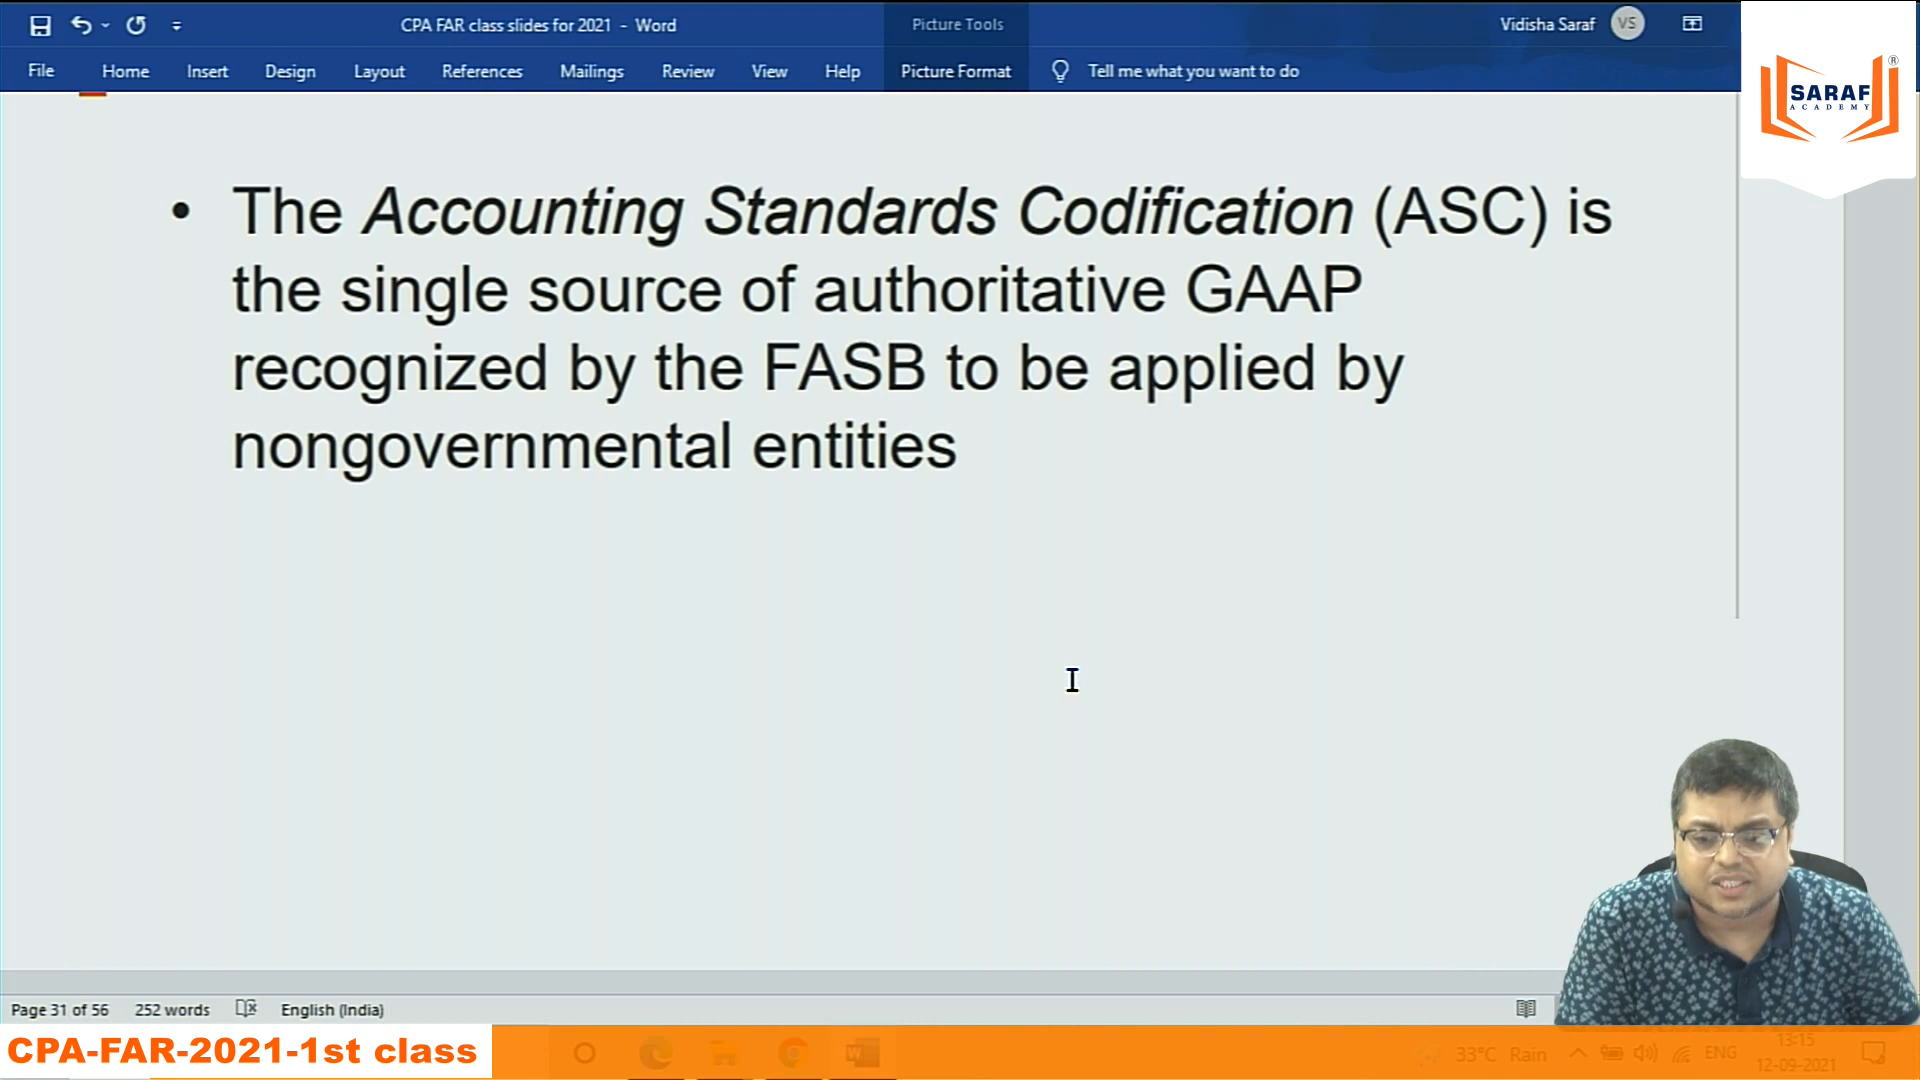 CPA FAR class slides for 2021 - Word
Picture Tools
Vidisha Saraf
VS
File Home Insert Design Layout References Mailings Review View Help Picture Format Tell me what you want to do
SARAF
ACADEMY
®
• The Accounting Standards Codification (ASC) is
the single source of authoritative GAAP
recognized by the FASB to be applied by
nongovernmental entities
Page 31 of 56 252 words English (India)
CPA-FAR-2021-1st class
33°C Rain ENG
13:15
12-09-2021